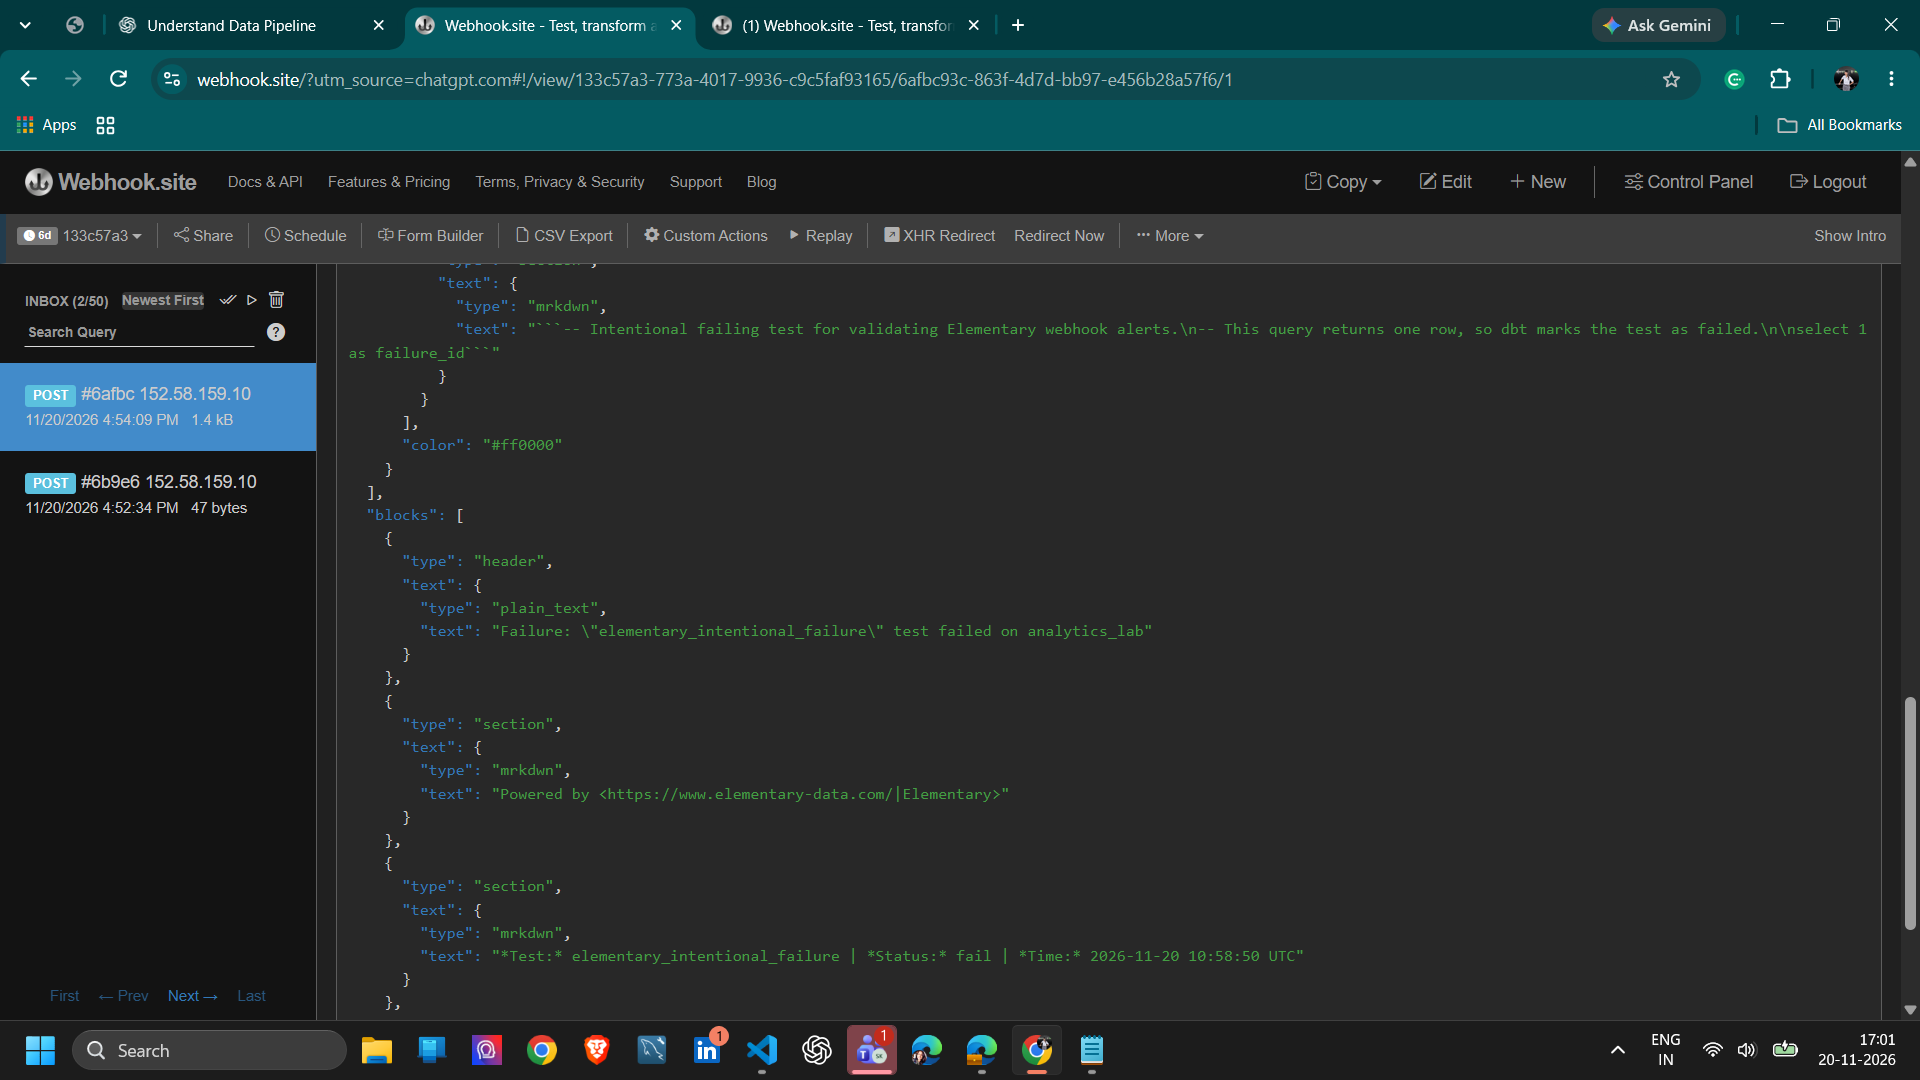 Understand Data Pipeline
Webhook.site - Test, transform a
(1) Webhook.site - Test, transfor
Ask Gemini
webhook.site/?utm_source=chatgpt.com#!/view/133c57a3-773a-4017-9936-c9c5faf93165/6afbc93c-863f-4d7d-bb97-e456b28a57f6/1
Apps
All Bookmarks
Webhook.site
Docs & API
Features & Pricing
Terms, Privacy & Security
Support
Blog
Copy
Edit
New
Control Panel
Logout
6d 133c57a3
Share
Schedule
Form Builder
CSV Export
Custom Actions
Replay
XHR Redirect
Redirect Now
More
Show Intro
INBOX (2/50) Newest First
Search Query
?
POST #6afbc 152.58.159.10
11/20/2026 4:54:09 PM 1.4 kB
POST #6b9e6 152.58.159.10
11/20/2026 4:52:34 PM 47 bytes
First ← Prev Next → Last
"text": {
"type": "mrkdwn",
"text": "```-- Intentional failing test for validating Elementary webhook alerts.\n-- This query returns one row, so dbt marks the test as failed.\n\nselect 1
as failure_id```"
}
}
],
"color": "#ff0000"
}
],
"blocks": [
{
"type": "header",
"text": {
"type": "plain_text",
"text": "Failure: \"elementary_intentional_failure\" test failed on analytics_lab"
}
},
{
"type": "section",
"text": {
"type": "mrkdwn",
"text": "Powered by <https://www.elementary-data.com/|Elementary>"
}
},
{
"type": "section",
"text": {
"type": "mrkdwn",
"text": "*Test:* elementary_intentional_failure | *Status:* fail | *Time:* 2026-11-20 10:58:50 UTC"
}
},
Search
1
1
ENG
IN
17:01
20-11-2026